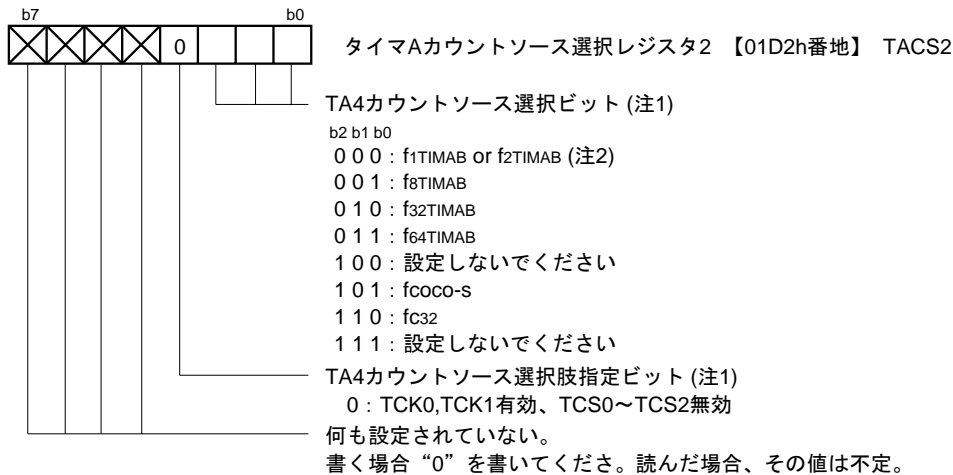 b7 b0
0
タイマAカウントソース選択レジスタ2 【01D2h番地】 TACS2
TA4カウントソース選択ビット (注1)
b2 b1 b0
0 0 0 : f1TIMAB or f2TIMAB (注2)
0 0 1 : f8TIMAB
0 1 0 : f32TIMAB
0 1 1 : f64TIMAB
1 0 0 : 設定しないでください
1 0 1 : fcoco-s
1 1 0 : fC32
1 1 1 : 設定しないでください
TA4カウントソース選択肢指定ビット (注1)
0 : TCK0,TCK1有効、TCS0～TCS2無効
何も設定されていない。
書く場合“0”を書いてくださ。読んだ場合、その値は不定。